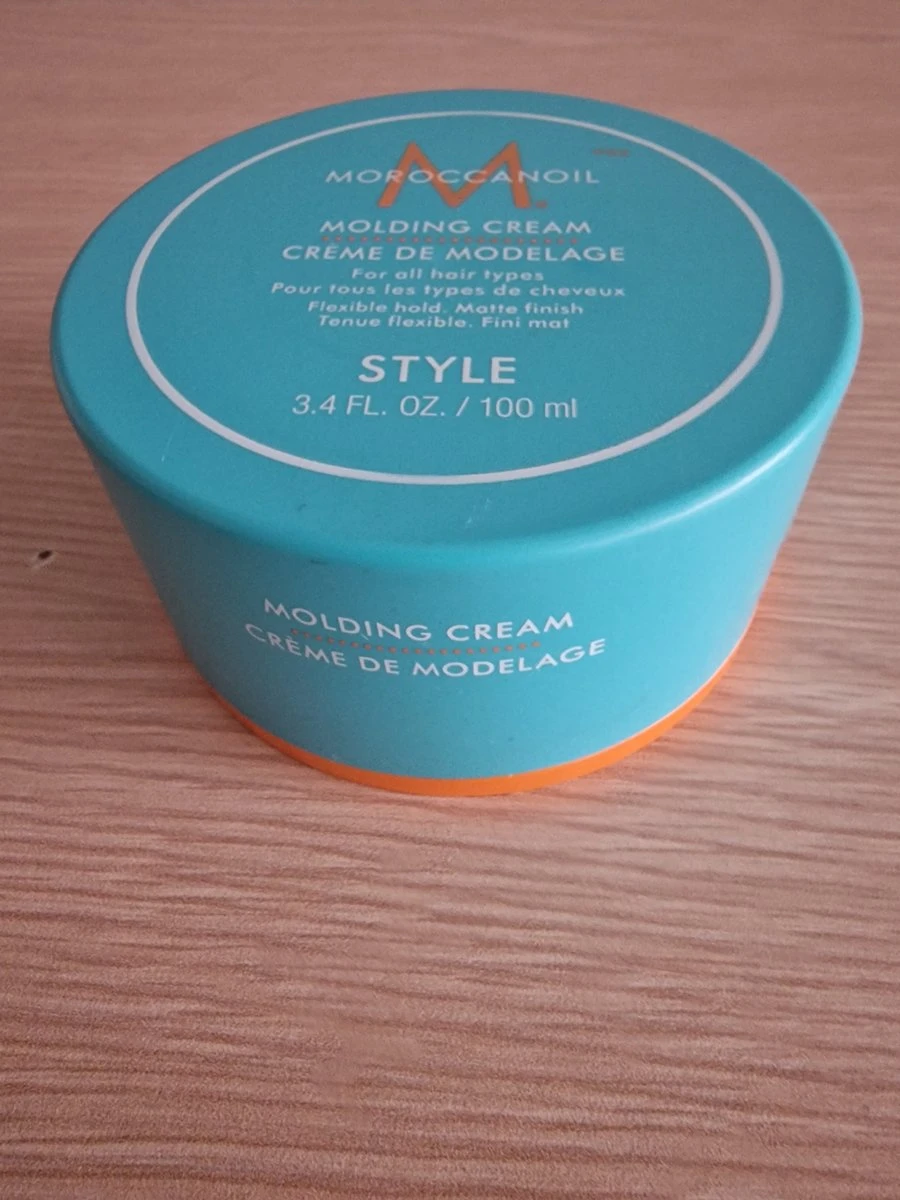 M
MOROCCANOIL
MOLDING CREAM
CRÈME DE MODELAGE
For all hair types
Pour tous les types de cheveux
Flexible hold. Matte finish
Tenue flexible. Fini mat
STYLE
3.4 FL. OZ. / 100 ml
MOLDING CREAM
CRÈME DE MODELAGE